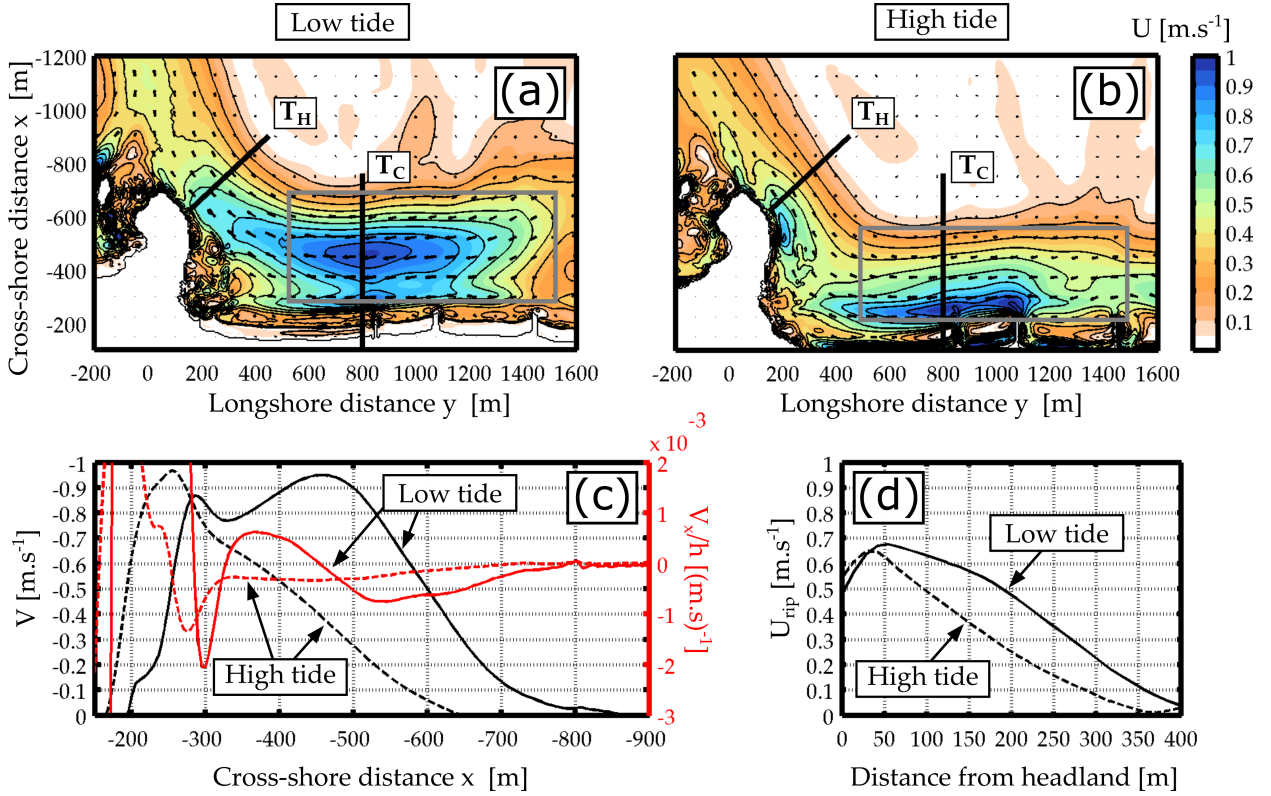 Low tide
High tide
U [m.s-1]
(a)
TH
TC
-1200
-1000
-800
-600
-400
-200
Cross-shore distance x [m]
-200 0 200 400 600 800 1000 1200 1400 1600
Longshore distance y [m]
(b)
TH
TC
-200 0 200 400 600 800 1000 1200 1400 1600
Longshore distance y [m]
1
0.9
0.8
0.7
0.6
0.5
0.4
0.3
0.2
0.1
x 10-3
(c)
-1
-0.9
-0.8
-0.7
-0.6
-0.5
-0.4
-0.3
-0.2
-0.1
0
V [m.s-1]
Low tide
High tide
2
1
0
-1
-2
-3
Vx/h [(m.s)-1]
-200 -300 -400 -500 -600 -700 -800 -900
Cross-shore distance x [m]
(d)
1
0.9
0.8
0.7
0.6
0.5
0.4
0.3
0.2
0.1
0
Urip [m.s-1]
Low tide
High tide
0 50 100 150 200 250 300 350 400
Distance from headland [m]